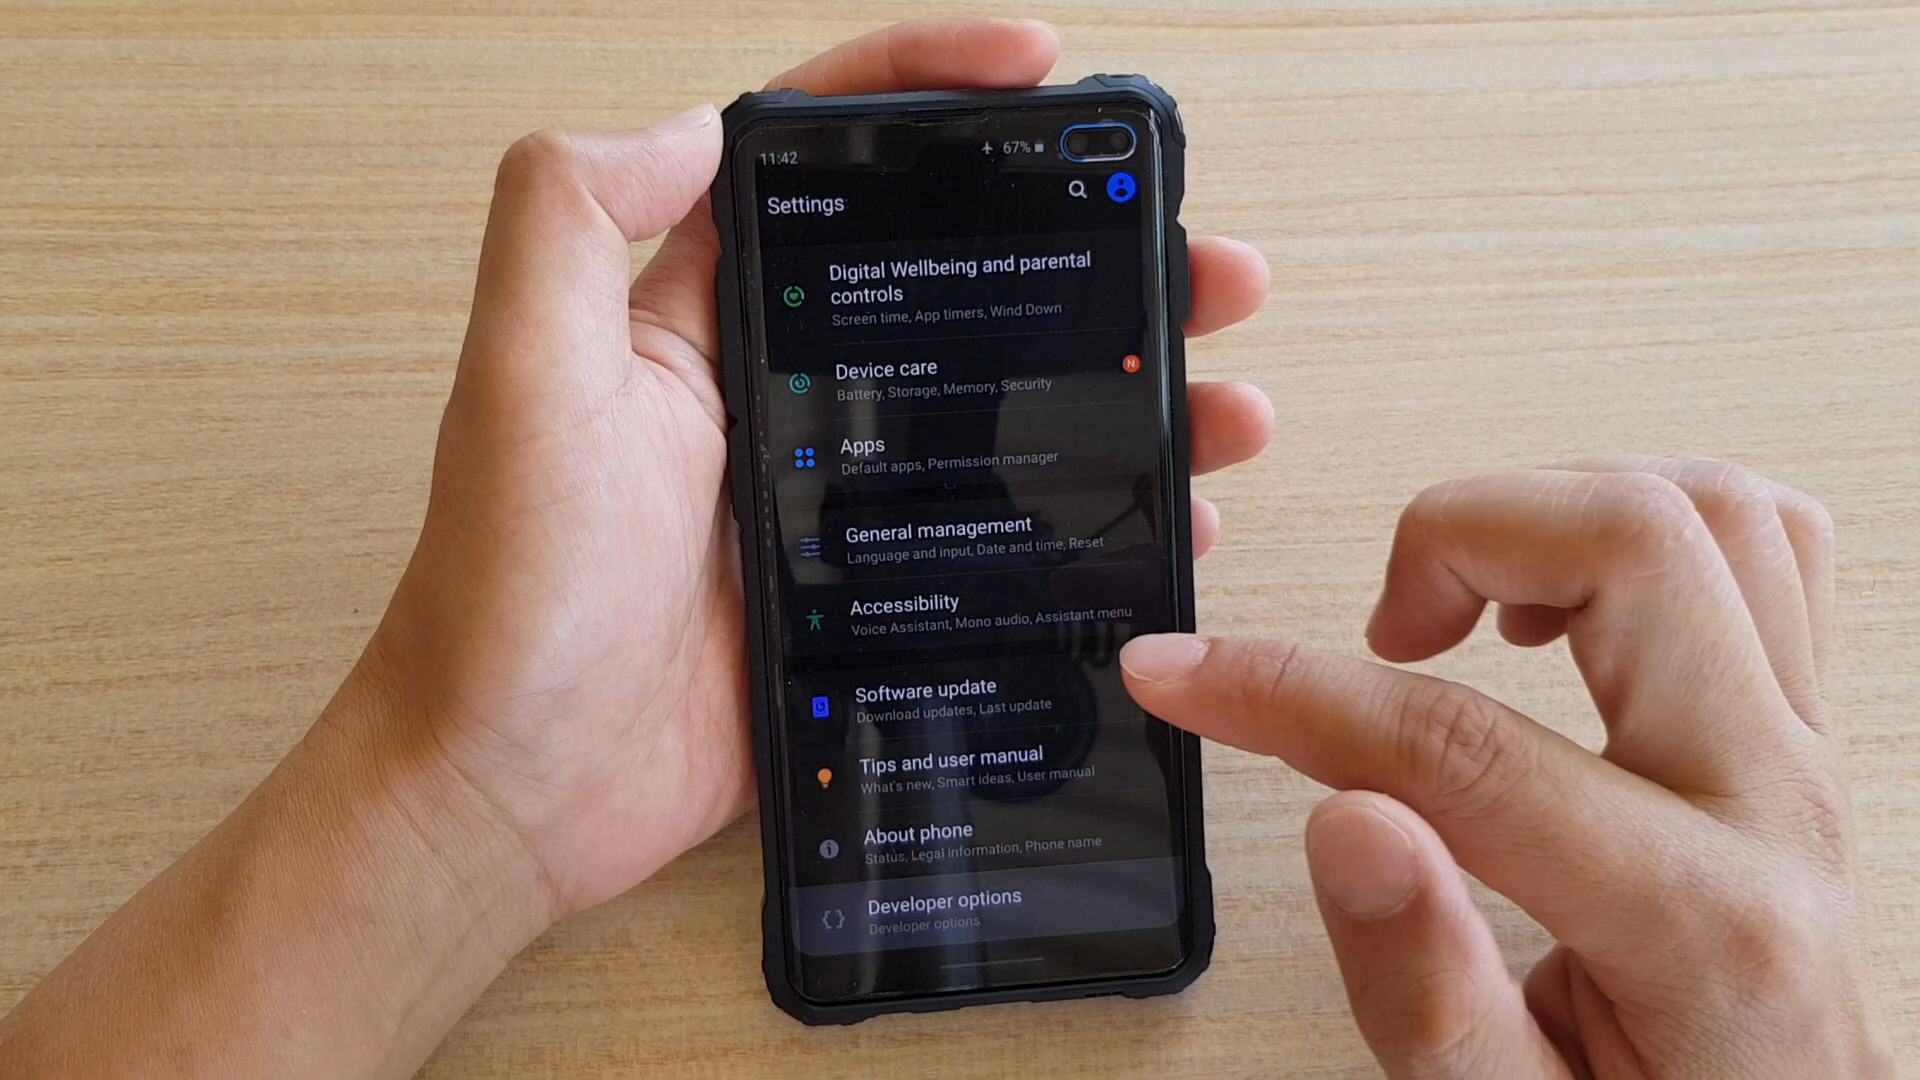 11:42
67%
Settings
Digital Wellbeing and parental
controls
Screen time, App timers, Wind Down
Device care
N
Battery, Storage, Memory, Security
Apps
Default apps, Permission manager
General management
Language and input, Date and time, Reset
Accessibility
Voice Assistant, Mono audio, Assistant menu
Software update
Download updates, Last update
Tips and user manual
What's new, Smart ideas, User manual
About phone
Status, Legal information, Phone name
Developer options
Developer options